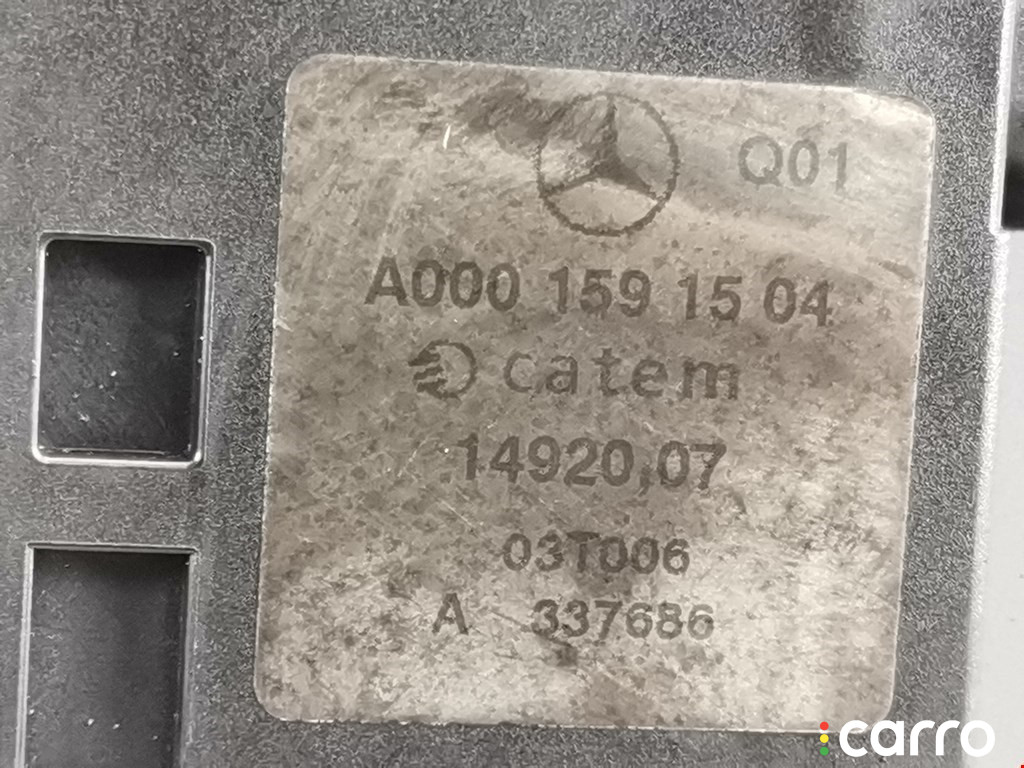 Q01
A000 159 15 04
catem
14920,07
03T006
A 337686
carro